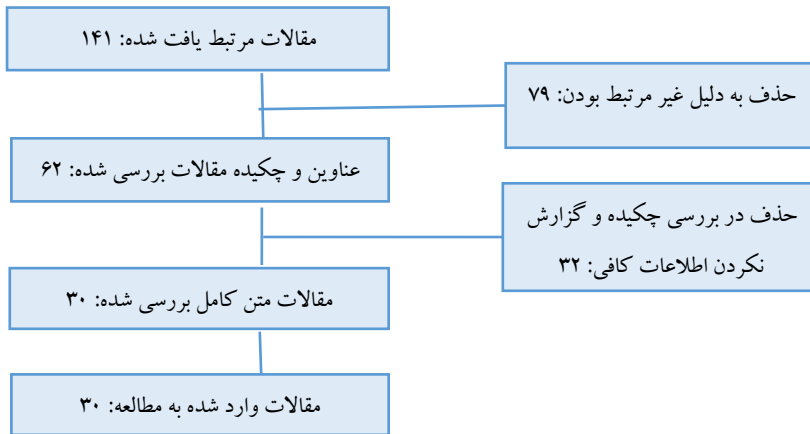 مقالات مرتبط یافت شده: ۱۴۱
حذف به دلیل غیر مرتبط بودن: ۷۹
عناوین و چکیده مقالات بررسی شده: ۶۲
حذف در بررسی چکیده و گزارش
نکردن اطلاعات کافی: ۳۲
مقالات متن کامل بررسی شده: ۳۰
مقالات وارد شده به مطالعه: ۳۰